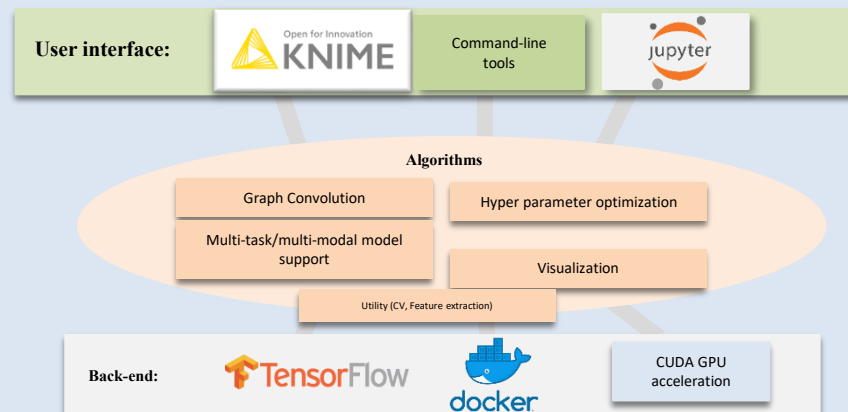 User interface:
Open for Innovation
KNIME
Command-line
tools
jupyter
Algorithms
Graph Convolution
Hyper parameter optimization
Multi-task/multi-modal model
support
Visualization
Utility (CV, Feature extraction)
Back-end:
TensorFlow
docker
CUDA GPU
acceleration